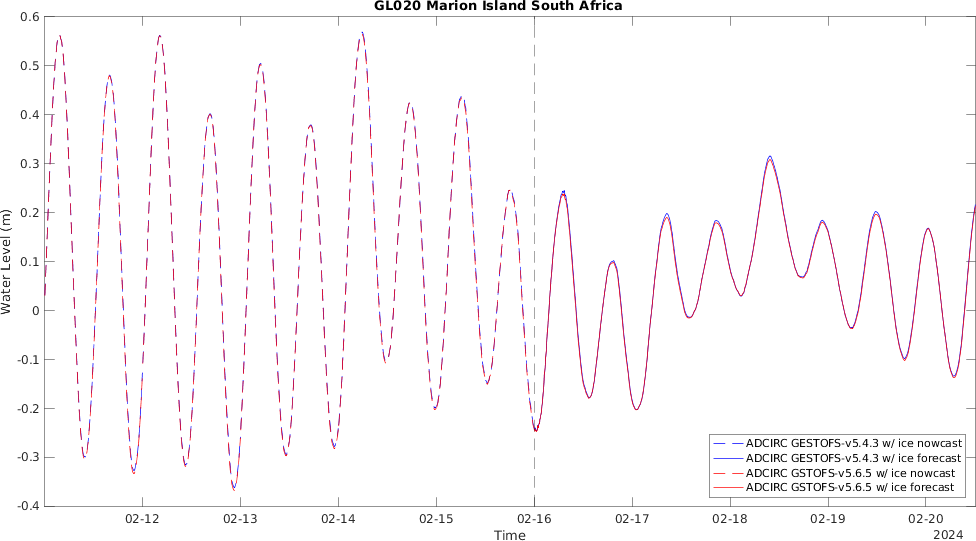 GL020 Marion Island South Africa
Water Level (m)
0.6
0.5
0.4
0.3
0.2
0.1
0
-0.1
-0.2
-0.3
-0.4
02-12 02-13 02-14 02-15 02-16 02-17 02-18 02-19 02-20
Time
2024
ADCIRC GESTOFS-v5.4.3 w/ ice nowcast
ADCIRC GESTOFS-v5.4.3 w/ ice forecast
ADCIRC GSTOFS-v5.6.5 w/ ice nowcast
ADCIRC GSTOFS-v5.6.5 w/ ice forecast